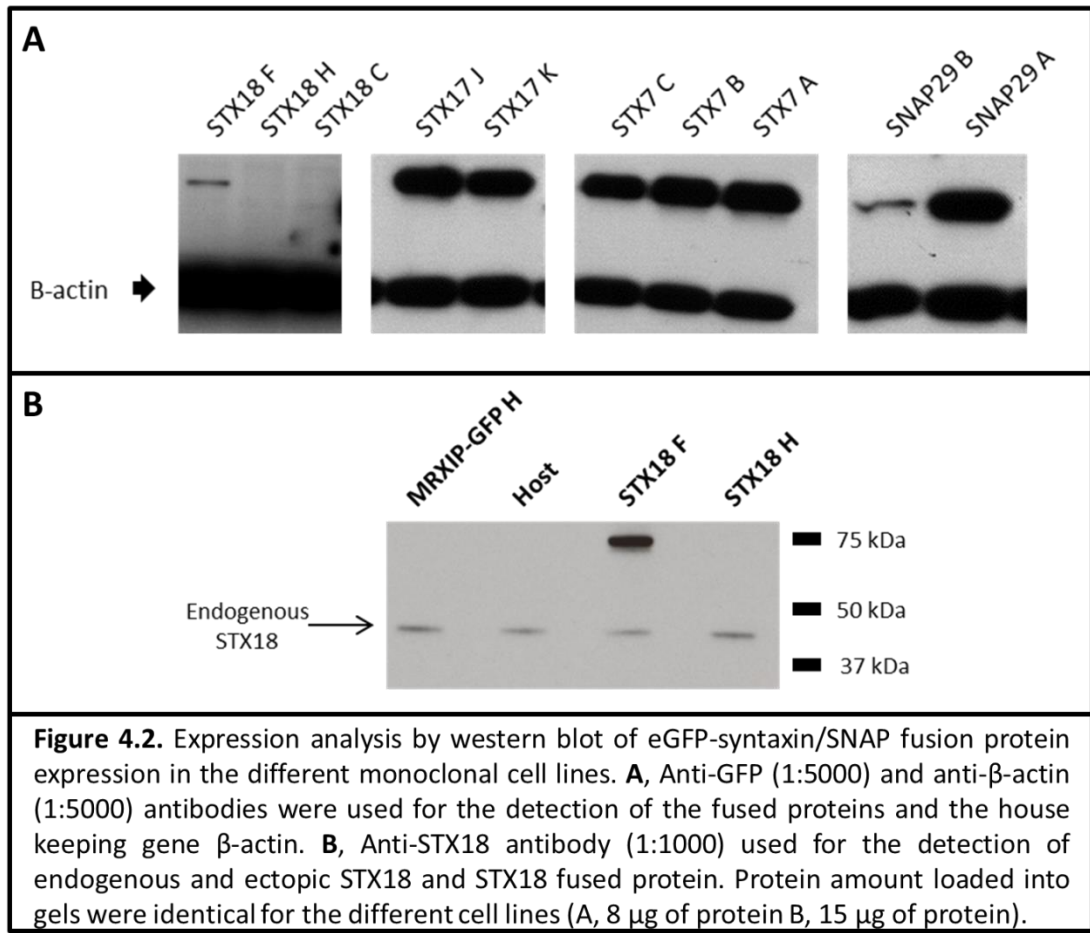 A
STX18 F
STX18 H
STX18 C
STX17 J
STX17 K
STX7 C
STX7 B
STX7 A
SNAP29 B
SNAP29 A
B-actin
B
MRXIP-GFP H
Host
STX18 F
STX18 H
75 kDa
50 kDa
37 kDa
Endogenous
STX18
Figure 4.2. Expression analysis by western blot of eGFP-syntaxin/SNAP fusion protein
expression in the different monoclonal cell lines. A, Anti-GFP (1:5000) and anti-β-actin
(1:5000) antibodies were used for the detection of the fused proteins and the house
keeping gene β-actin. B, Anti-STX18 antibody (1:1000) used for the detection of
endogenous and ectopic STX18 and STX18 fused protein. Protein amount loaded into
gels were identical for the different cell lines (A, 8 μg of protein B, 15 μg of protein).